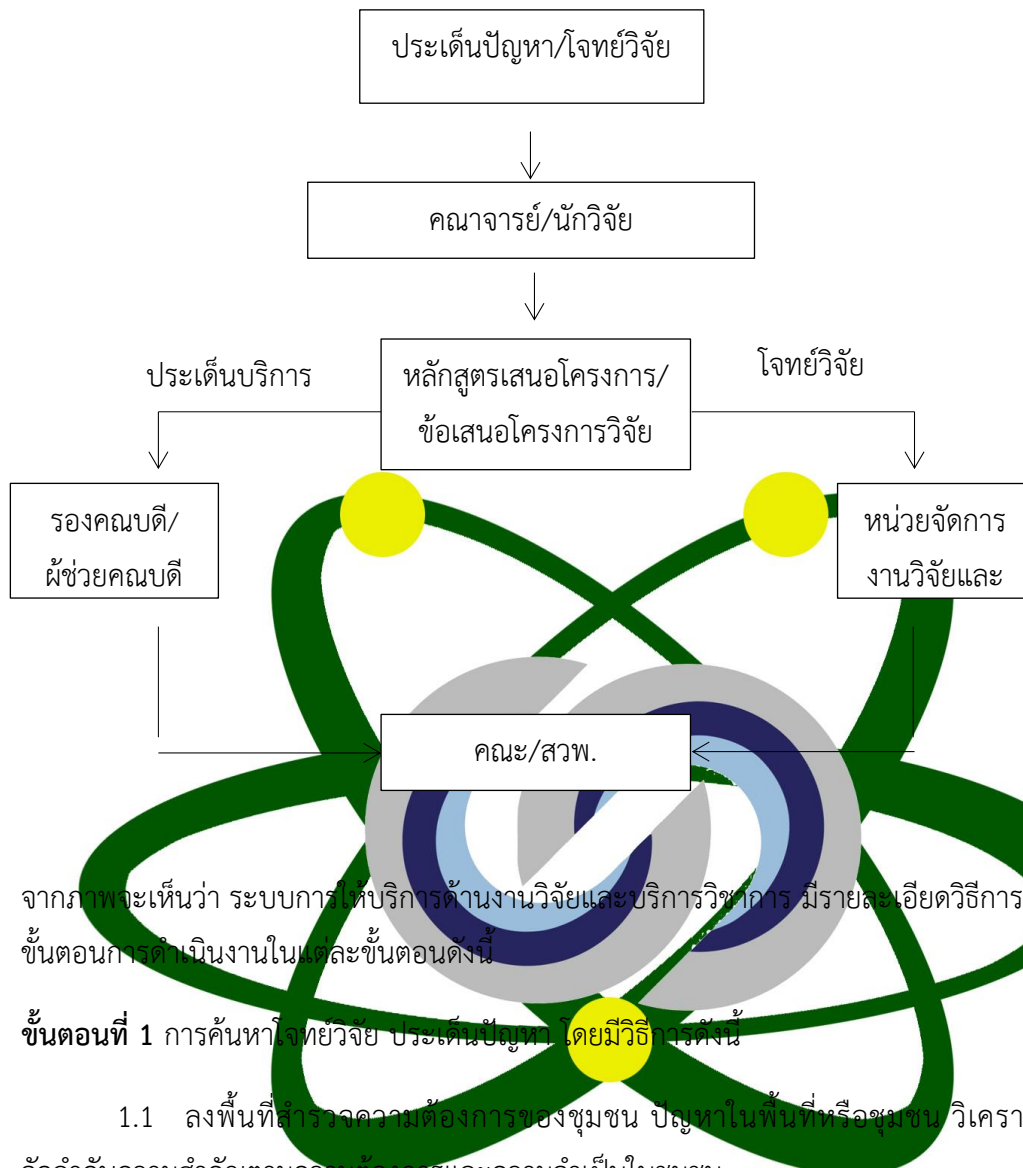 ประเด็นปัญหา/โจทย์วิจัย
คณาจารย์/นักวิจัย
ประเด็นบริการ
หลักสูตรเสนอโครงการ/
ข้อเสนอโครงการวิจัย
โจทย์วิจัย
รองคณบดี/
ผู้ช่วยคณบดี
หน่วยจัดการ
งานวิจัยและ
คณะ/สวพ.
จากภาพจะเห็นว่า ระบบการให้บริการด้านงานวิจัยและบริการวิชาการ มีรายละเอียดวิธีการ
ขั้นตอนการดำเนินงานในแต่ละขั้นตอนดังนี้
ขั้นตอนที่ 1 การค้นหาโจทย์วิจัย ประเด็นปัญหา โดยมีวิธีการดังนี้
1.1 ลงพื้นที่สำรวจความต้องการของชุมชน ปัญหาในพื้นที่หรือชุมชน วิเครา